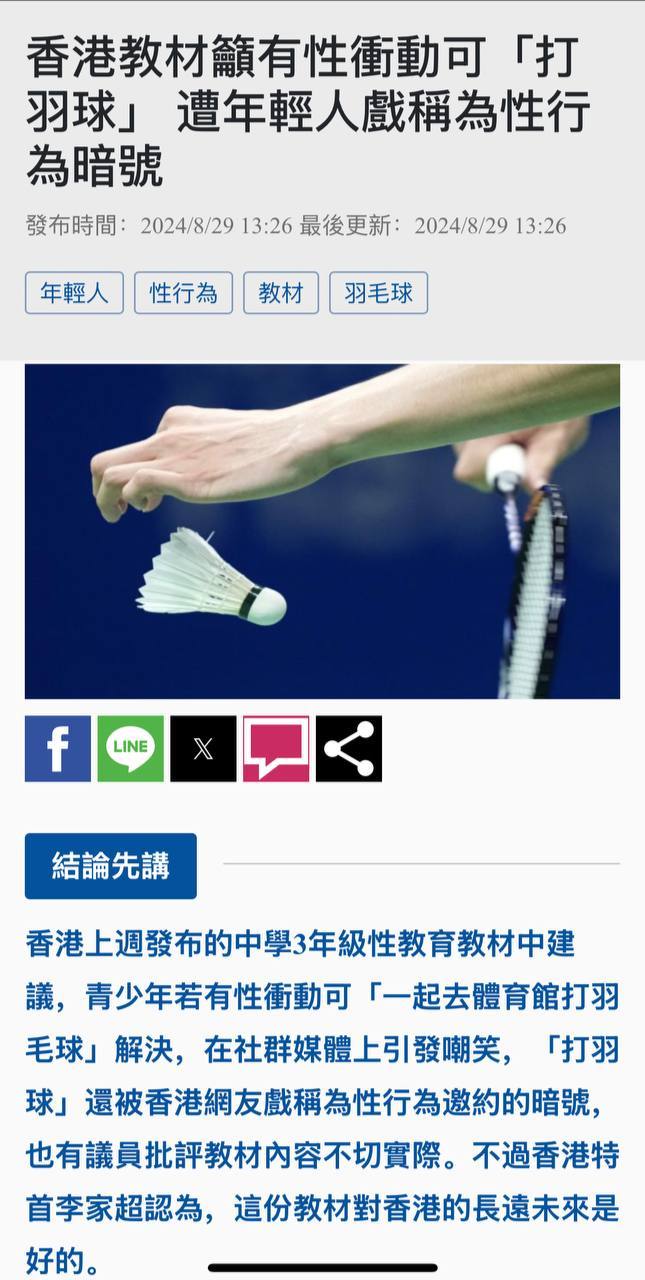 香港教材籲有性衝動可「打
羽球」 遭年輕人戲稱為性行
為暗號
發布時間：2024/8/29 13:26 最後更新：2024/8/29 13:26
年輕人 性行為 教材 羽毛球
f LINE X
結論先講
香港上週發布的中學3年級性教育教材中建
議，青少年若有性衝動可「一起去體育館打羽
毛球」解決，在社群媒體上引發嘲笑，「打羽
球」還被香港網友戲稱為性行為邀約的暗號，
也有議員批評教材內容不切實際。不過香港特
首李家超認為，這份教材對香港的長遠未來是
好的。